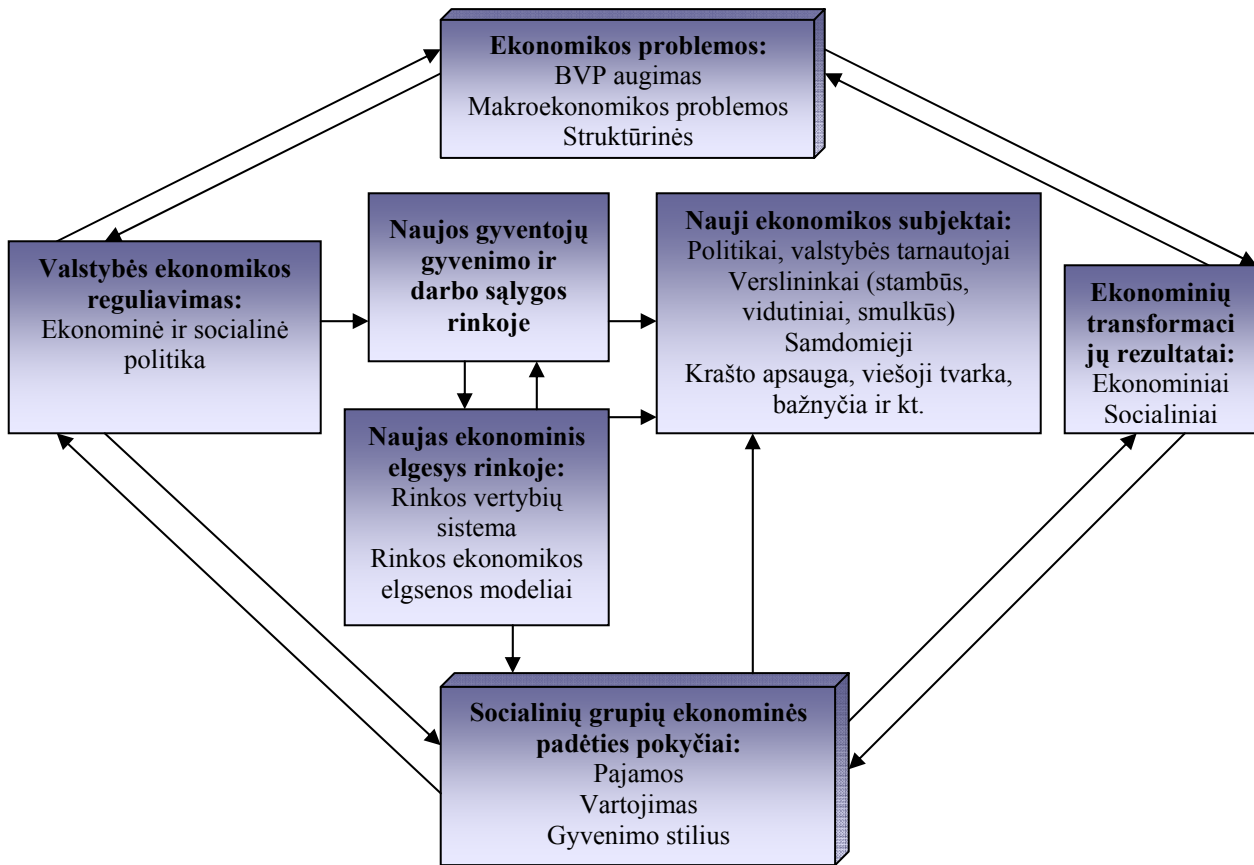 Ekonomikos problemos:
BVP augimas
Makroekonomikos problemos
Struktūrinės
Valstybės ekonomikos
reguliavimas:
Ekonominė ir socialinė
politika
Naujos gyventojų
gyvenimo ir
darbo sąlygos
rinkoje
Nauji ekonomikos subjektai:
Politikai, valstybės tarnautojai
Verslininkai (stambūs,
vidutiniai, smulkūs)
Samdomieji
Krašto apsauga, viešoji tvarka,
bažnyčia ir kt.
Ekonominių
transformaci
jų rezultatai:
Ekonominiai
Socialiniai
Naujas ekonominis
elgesys rinkoje:
Rinkos vertybių
sistema
Rinkos ekonomikos
elgsenos modeliai
Socialinių grupių ekonominės
padėties pokyčiai:
Pajamos
Vartojimas
Gyvenimo stilius